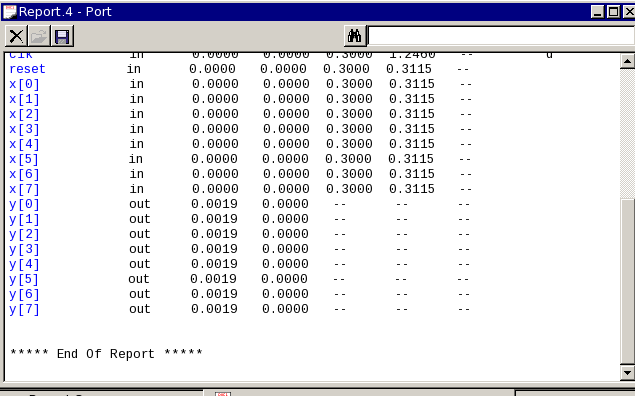 Report.4 - Port
clk in 0.0000 0.0000 0.3000 1.2460 -- d
reset in 0.0000 0.0000 0.3000 0.3115 --
x[0] in 0.0000 0.0000 0.3000 0.3115 --
x[1] in 0.0000 0.0000 0.3000 0.3115 --
x[2] in 0.0000 0.0000 0.3000 0.3115 --
x[3] in 0.0000 0.0000 0.3000 0.3115 --
x[4] in 0.0000 0.0000 0.3000 0.3115 --
x[5] in 0.0000 0.0000 0.3000 0.3115 --
x[6] in 0.0000 0.0000 0.3000 0.3115 --
x[7] in 0.0000 0.0000 0.3000 0.3115 --
y[0] out 0.0019 0.0000 -- -- --
y[1] out 0.0019 0.0000 -- -- --
y[2] out 0.0019 0.0000 -- -- --
y[3] out 0.0019 0.0000 -- -- --
y[4] out 0.0019 0.0000 -- -- --
y[5] out 0.0019 0.0000 -- -- --
y[6] out 0.0019 0.0000 -- -- --
y[7] out 0.0019 0.0000 -- -- --
***** End Of Report *****